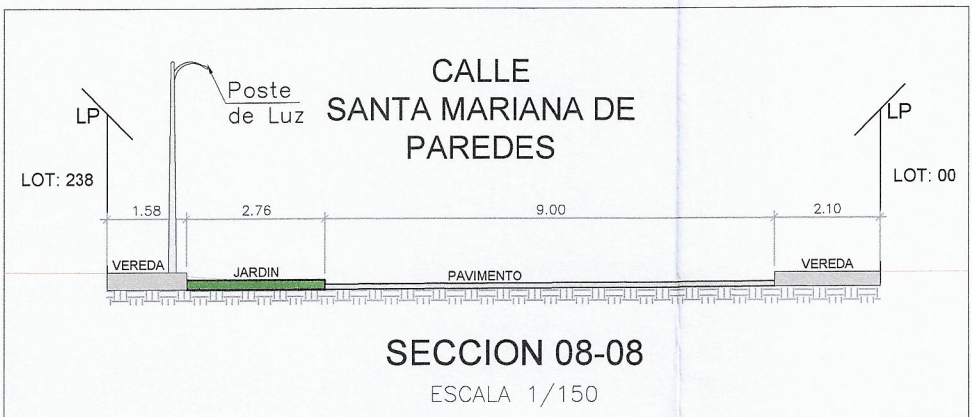 CALLE
SANTA MARIANA DE
PAREDES
Poste
de Luz
LP
LP
LOT: 238
LOT: 00
1.58
2.76
9.00
2.10
VEREDA
JARDIN
PAVIMENTO
VEREDA
SECCION 08-08
ESCALA 1/150